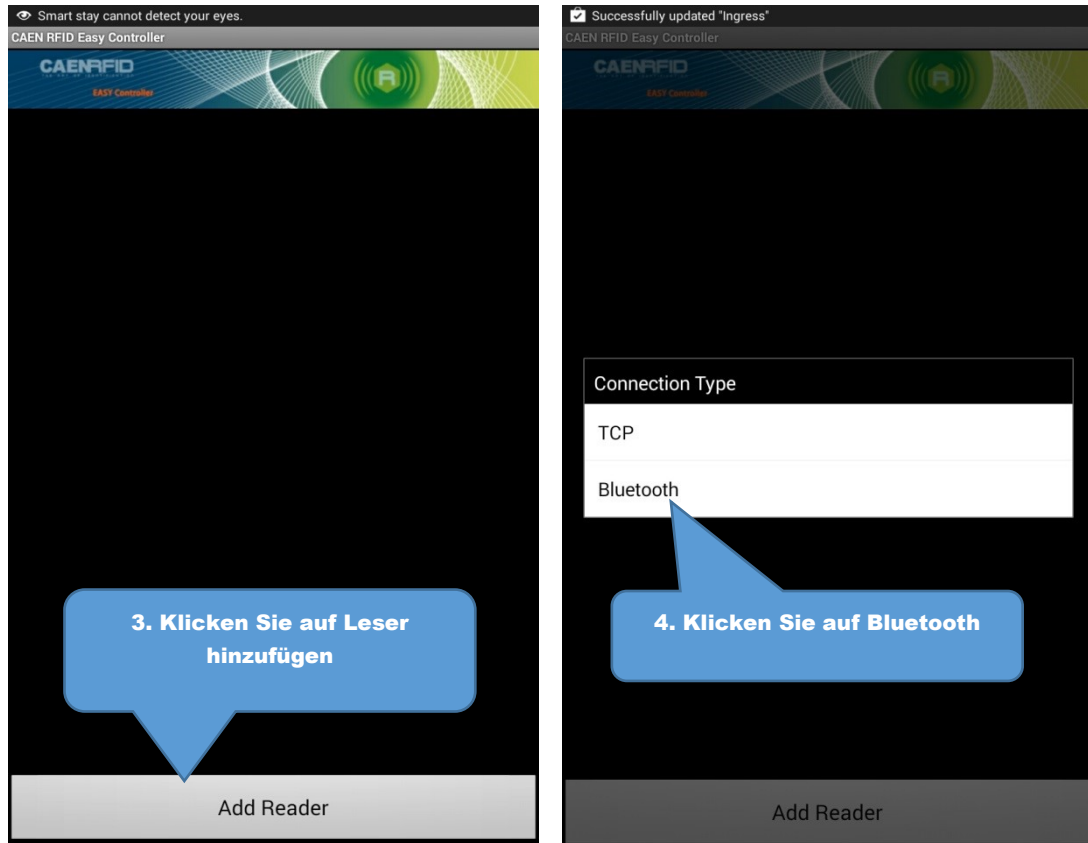 Smart stay cannot detect your eyes.
CAEN RFID Easy Controller
CAENRFID
EASY Controller
3. Klicken Sie auf Leser
hinzufügen
Add Reader
Successfully updated "Ingress"
CAEN RFID Easy Controller
CAENRFID
EASY Controller
Connection Type
TCP
Bluetooth
4. Klicken Sie auf Bluetooth
Add Reader